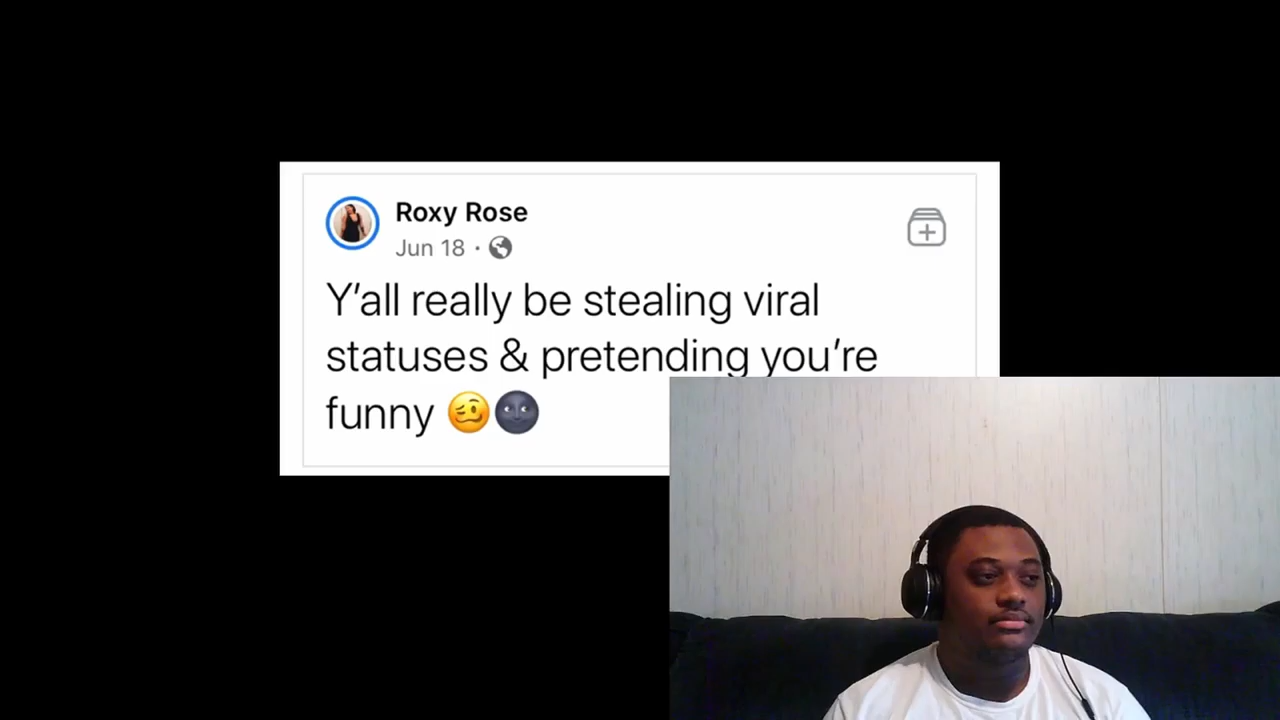 Roxy Rose
Jun 18 ·
Y’all really be stealing viral
statuses & pretending you’re
funny 🥴🌚